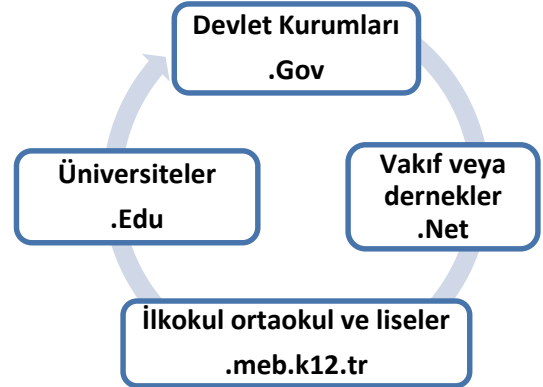 Devlet Kurumları
.Gov
Vakıf veya
dernekler
.Net
İlkokul ortaokul ve liseler
.meb.k12.tr
Üniversiteler
.Edu